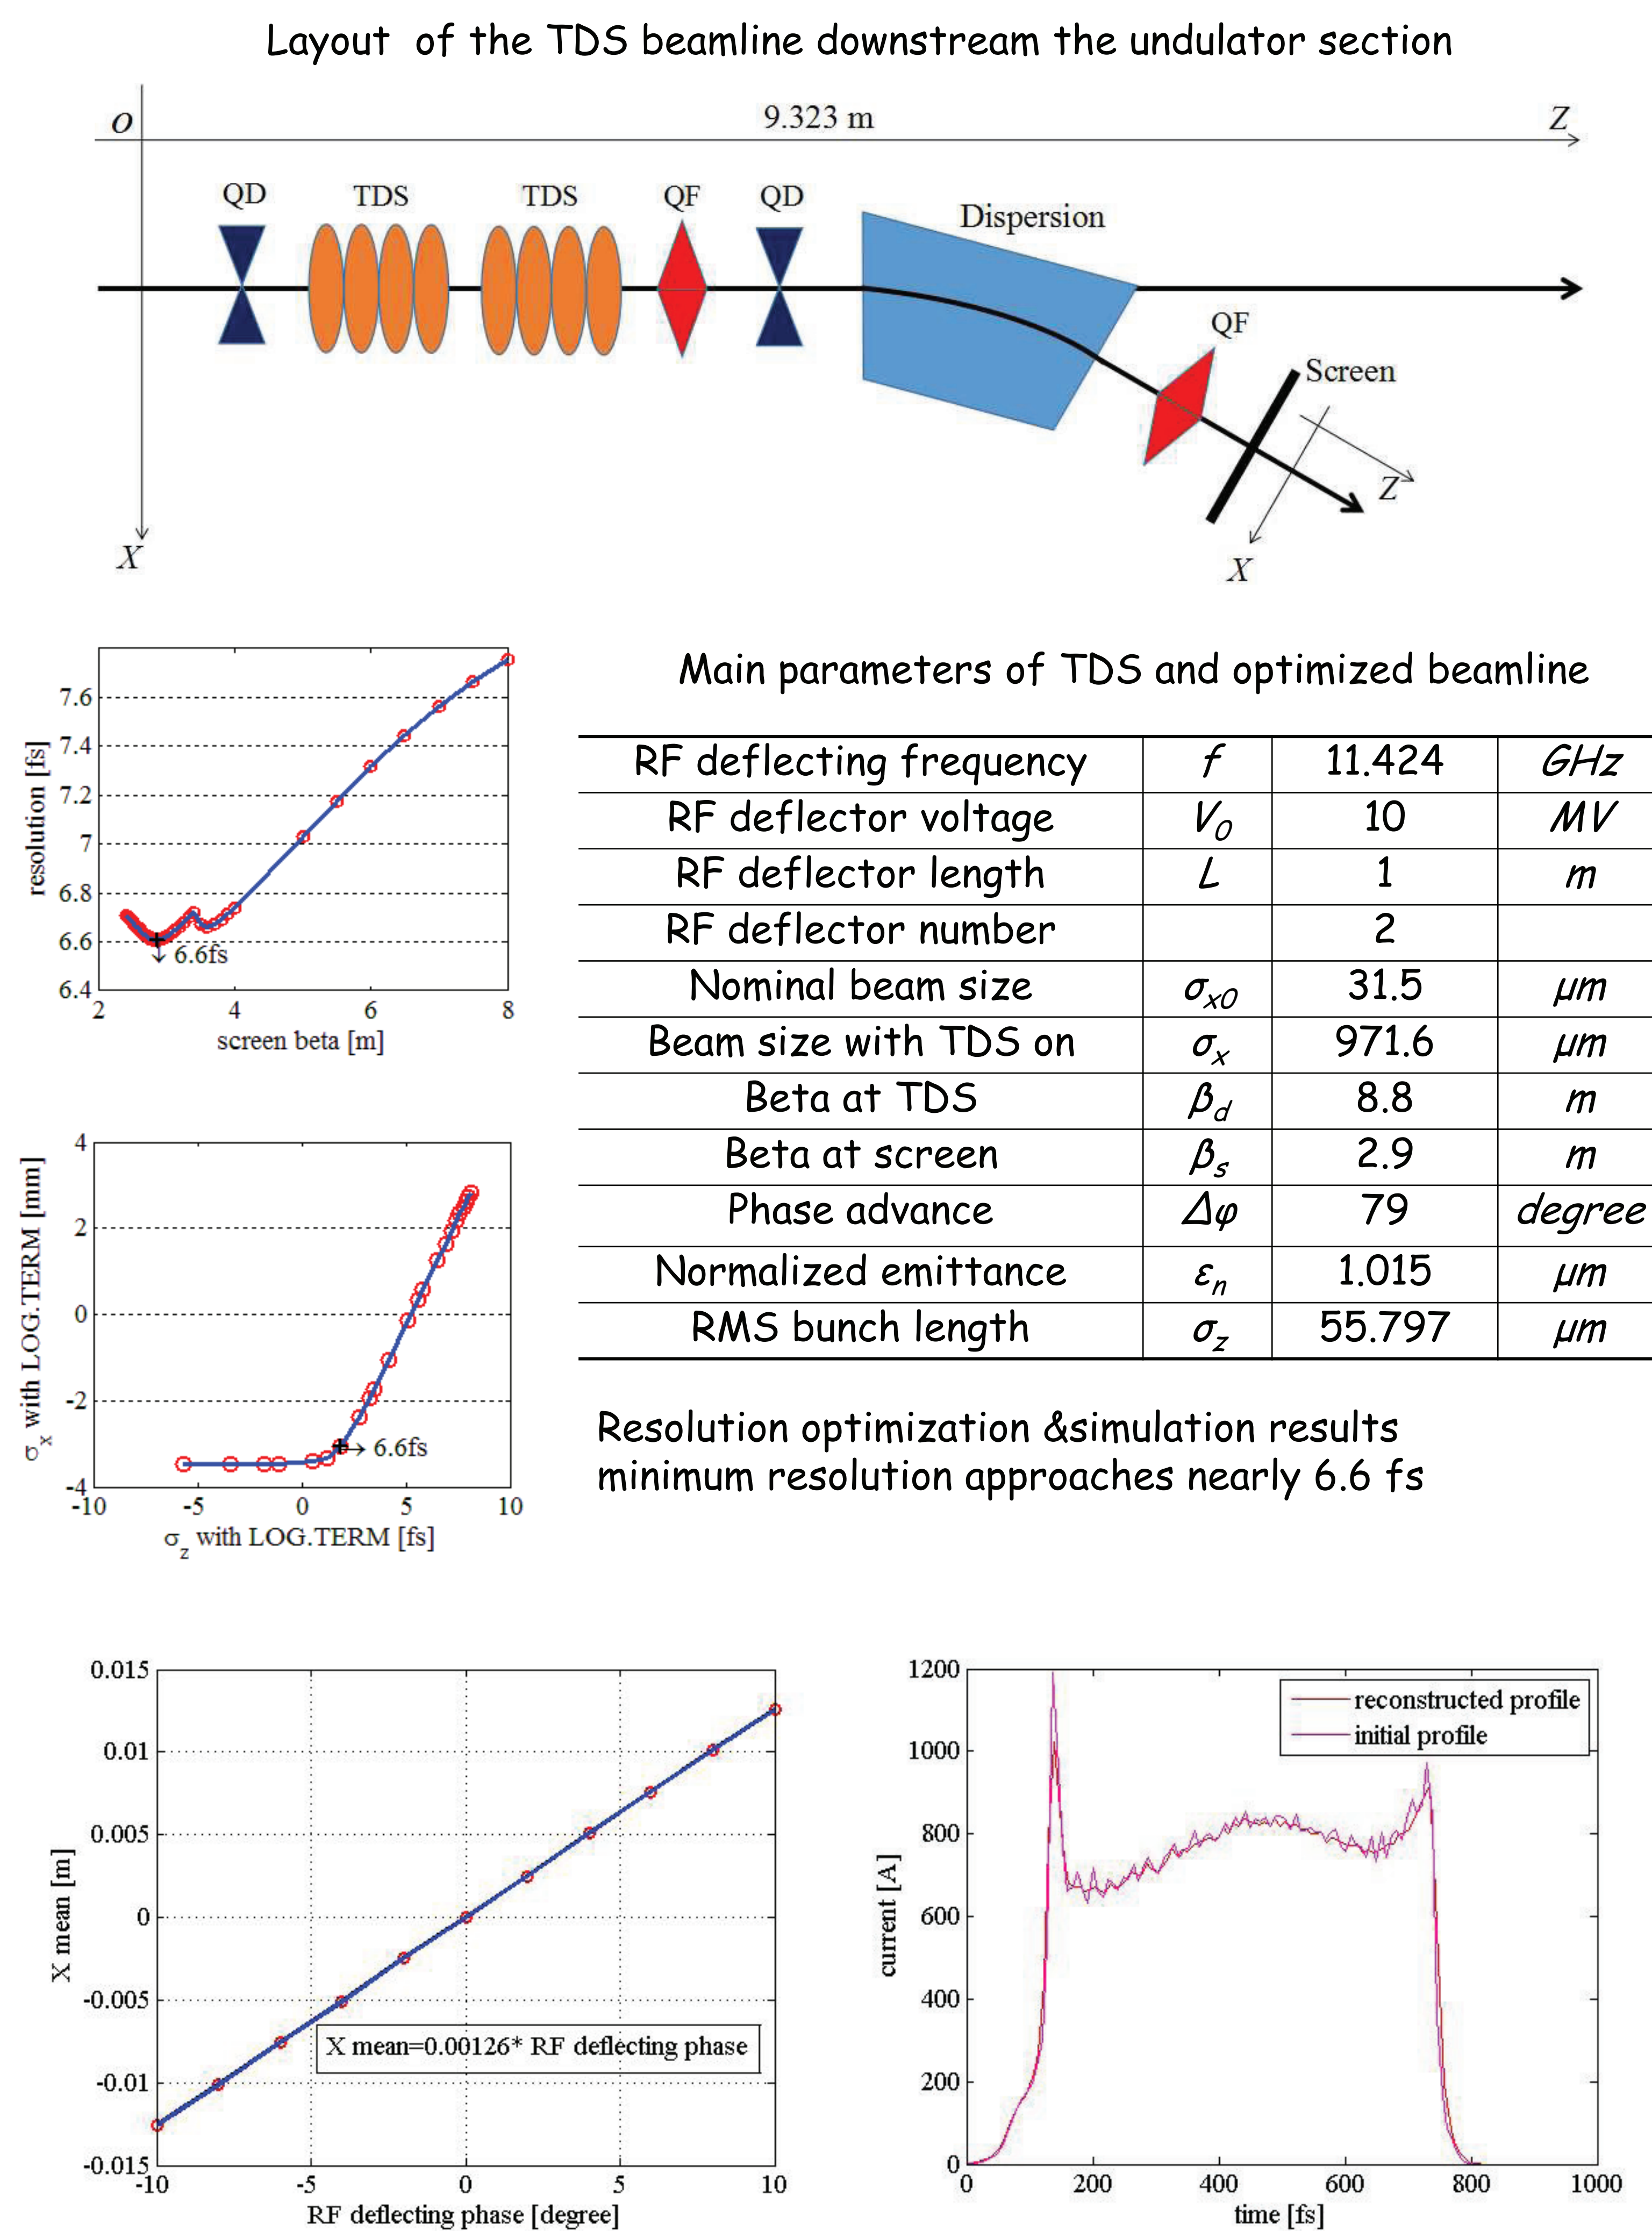 Layout of the TDS beamline downstream the undulator section
O
9.323 m
Z
QD
TDS
TDS
QF
QD
Dispersion
QF
Screen
Z
X
X
7.6
7.4
7.2
7
6.8
6.6
6.4
6.6fs
2 4 6 8
resolution [fs]
screen beta [m]
Main parameters of TDS and optimized beamline
RF deflecting frequency f 11.424 GHz
RF deflector voltage V0 10 MV
RF deflector length L 1 m
RF deflector number 2
Nominal beam size σx0 31.5 μm
Beam size with TDS on σx 971.6 μm
Beta at TDS βd 8.8 m
Beta at screen βs 2.9 m
Phase advance Δφ 79 degree
Normalized emittance εn 1.015 μm
RMS bunch length σz 55.797 μm
4
2
0
-2
-4
6.6fs
-10 -5 0 5 10
σx with LOG.TERM [mm]
σz with LOG.TERM [fs]
Resolution optimization &simulation results
minimum resolution approaches nearly 6.6 fs
0.015
0.01
0.005
0
-0.005
-0.01
-0.015
X mean=0.00126* RF deflecting phase
-10 -5 0 5 10
X mean [m]
RF deflecting phase [degree]
1200
1000
800
600
400
200
0
reconstructed profile
initial profile
0 200 400 600 800 1000
current [A]
time [fs]